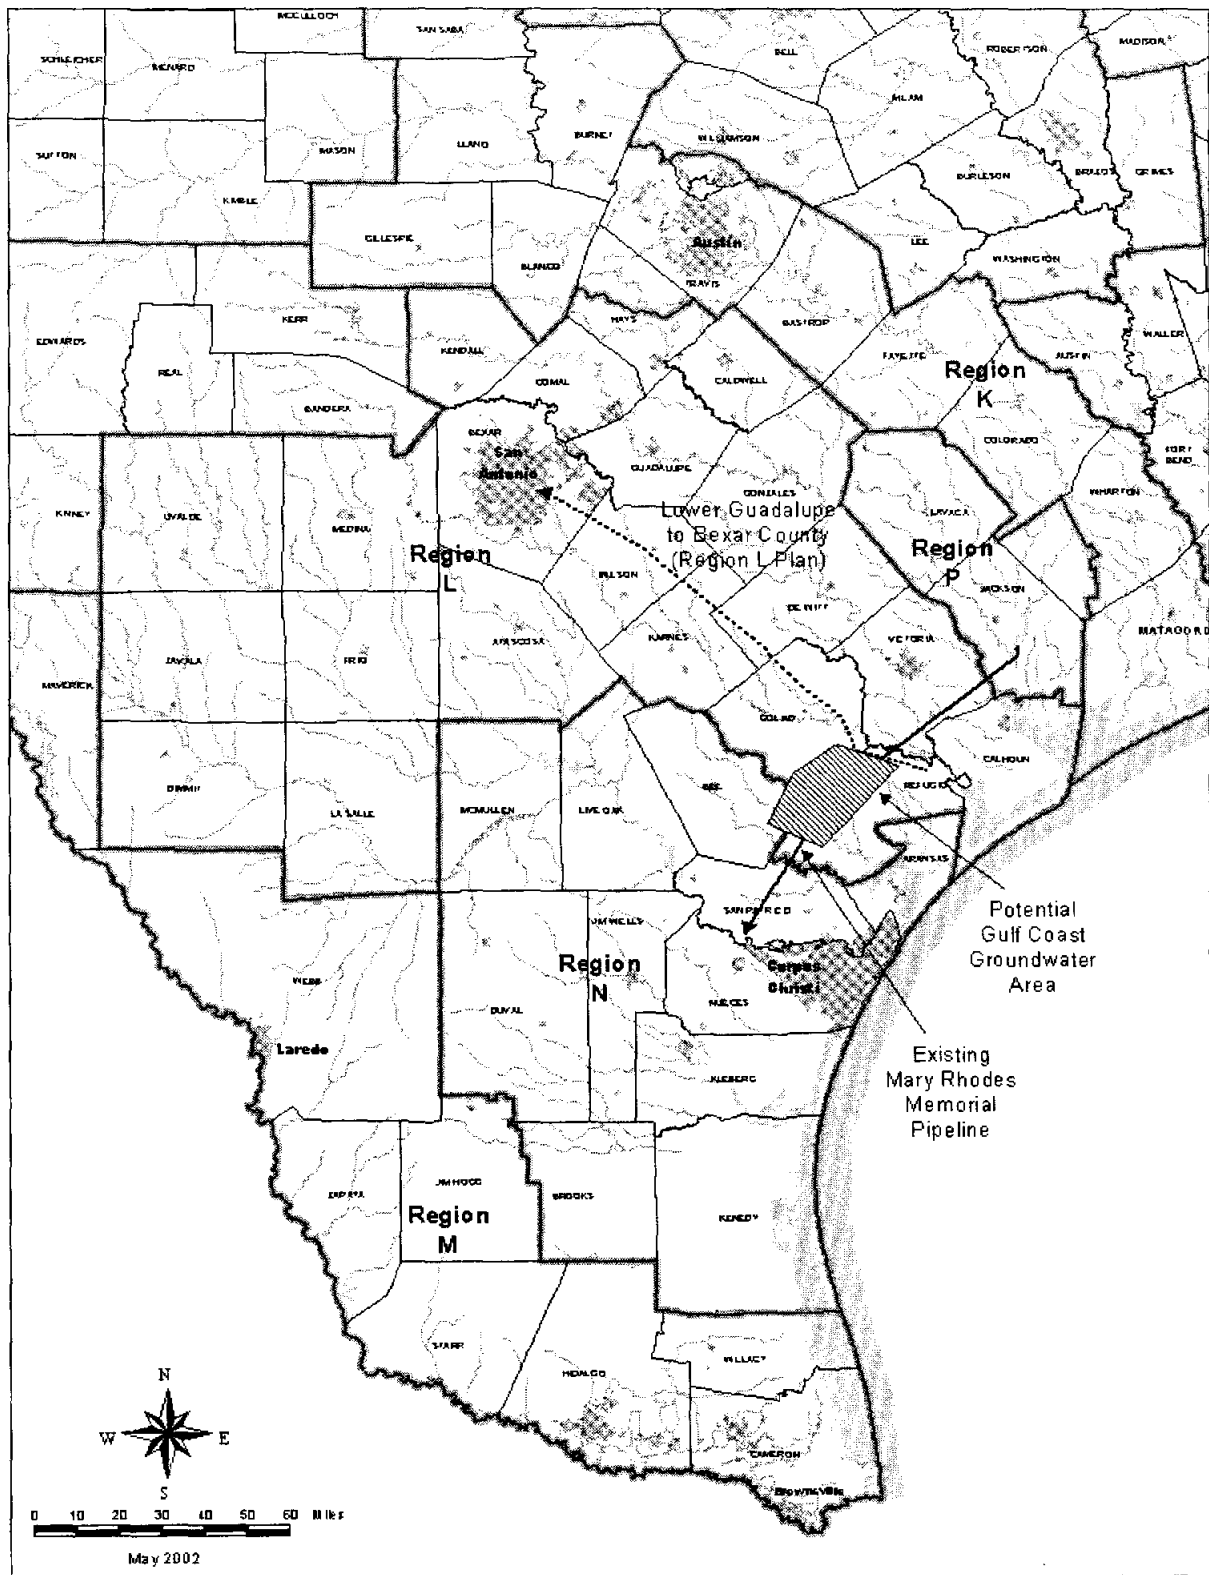 MCCULLOCH
SAN SABA
BELL
ROBERTSON
MADISON
SCHLEICHER
MENARD
MILAM
BURNET
WILLIAMSON
LLANO
SUTTON
MASON
BURLESON
BRAZOS
GRIMES
KIMBLE
GILLESPIE
Austin
LEE
WASHINGTON
BLANCO
TRAVIS
HAYS
BASTROP
KERR
WALLER
EDWARDS
KENDALL
FAYETTE
AUSTIN
REAL
Region
K
COMAL
CALDWELL
BANDERA
BEXAR
San
Antonio
COLORADO
FORT
BEND
GUADALUPE
GONZALES
WHARTON
KINNEY
UVALDE
MEDINA
Lower Guadalupe
to Bexar County
(Region L Plan)
LAVACA
Region
L
Region
P
WILSON
JACKSON
DEWITT
ATASCOSA
KARNES
VICTORIA
MATAGORD
ZAVALA
FRIO
MAVERICK
GOLIAD
CALHOUN
DIMMIT
LA SALLE
MCMULLEN
LIVE OAK
BEE
REFUGIO
ARANSAS
SAN PATRICIO
Potential
Gulf Coast
Groundwater
Area
JIM WELLS
Region
N
Corpus
Christi
WEBB
DUVAL
NUECES
Laredo
Existing
Mary Rhodes
Memorial
Pipeline
KLEBERG
ZAPATA
JIM HOGG
BROOKS
KENEDY
Region
M
STARR
HIDALGO
WILLACY
CAMERON
Brownsville
N
W E
S
0 10 20 30 40 50 60 Miles
May 2002